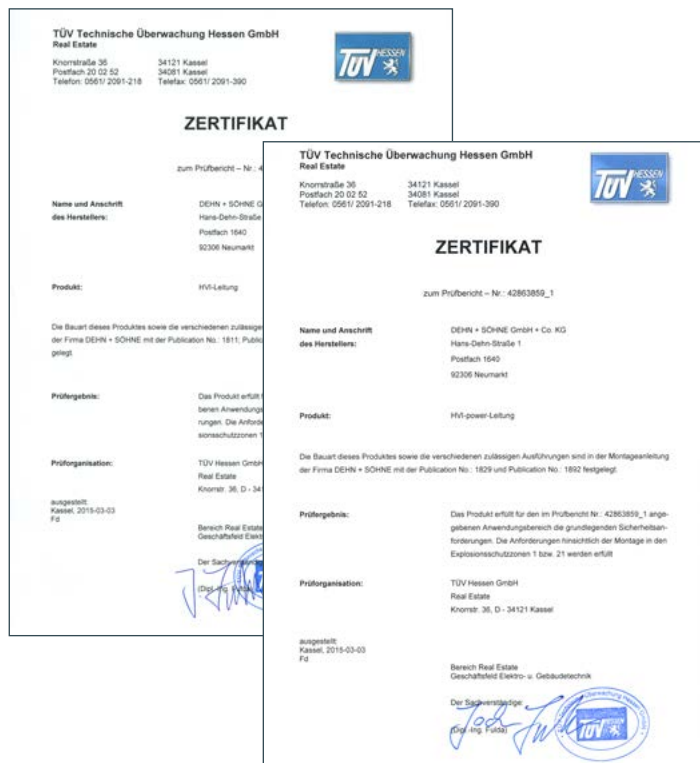 TÜV Technische Überwachung Hessen GmbH
Real Estate
Knorrstraße 36 34121 Kassel
Postfach 20 02 52 34081 Kassel
Telefon: 0561/ 2091-218 Telefax: 0561/ 2091-390
TÜV HESSEN
ZERTIFIKAT
zum Prüfbericht – Nr.: 4
Name und Anschrift DEHN + SÖHNE G
des Herstellers: Hans-Dehn-Straße
Postfach 1640
92306 Neumarkt
Produkt: HVI-Leitung
Die Bauart dieses Produktes sowie die verschiedenen zulässige
der Firma DEHN + SÖHNE mit der Publication No.: 1811; Public
gelegt.
Prüfergebnis: Das Produkt erfüllt
benen Anwendungs
rungen. Die Anforde
sionsschutzzonen 1
Prüforganisation: TÜV Hessen GmbH
Real Estate
Knorrstr. 36, D - 341
ausgestellt:
Kassel, 2015-03-03
Fd
Bereich Real Estate
Geschäftsfeld Elekt
Der Sachverständige
(Dipl.-Ing. Fulda)
TÜV Technische Überwachung Hessen GmbH
Real Estate
Knorrstraße 36 34121 Kassel
Postfach 20 02 52 34081 Kassel
Telefon: 0561/ 2091-218 Telefax: 0561/ 2091-390
TÜV HESSEN
ZERTIFIKAT
zum Prüfbericht – Nr.: 42863859_1
Name und Anschrift DEHN + SÖHNE GmbH + Co. KG
des Herstellers: Hans-Dehn-Straße 1
Postfach 1640
92306 Neumarkt
Produkt: HVI-power-Leitung
Die Bauart dieses Produktes sowie die verschiedenen zulässigen Ausführungen sind in der Montageanleitung
der Firma DEHN + SÖHNE mit der Publication No.: 1829 und Publication No.: 1892 festgelegt.
Prüfergebnis: Das Produkt erfüllt für den im Prüfbericht Nr.: 42863859_1 ange-
gebenen Anwendungsbereich die grundlegenden Sicherheitsan-
forderungen. Die Anforderungen hinsichtlich der Montage in den
Explosionsschutzzonen 1 bzw. 21 werden erfüllt
Prüforganisation: TÜV Hessen GmbH
Real Estate
Knorrstr. 36, D - 34121 Kassel
ausgestellt:
Kassel, 2015-03-03
Fd
Bereich Real Estate
Geschäftsfeld Elektro- u. Gebäudetechnik
Der Sachverständige:
(Dipl.-Ing. Fulda)
TÜV